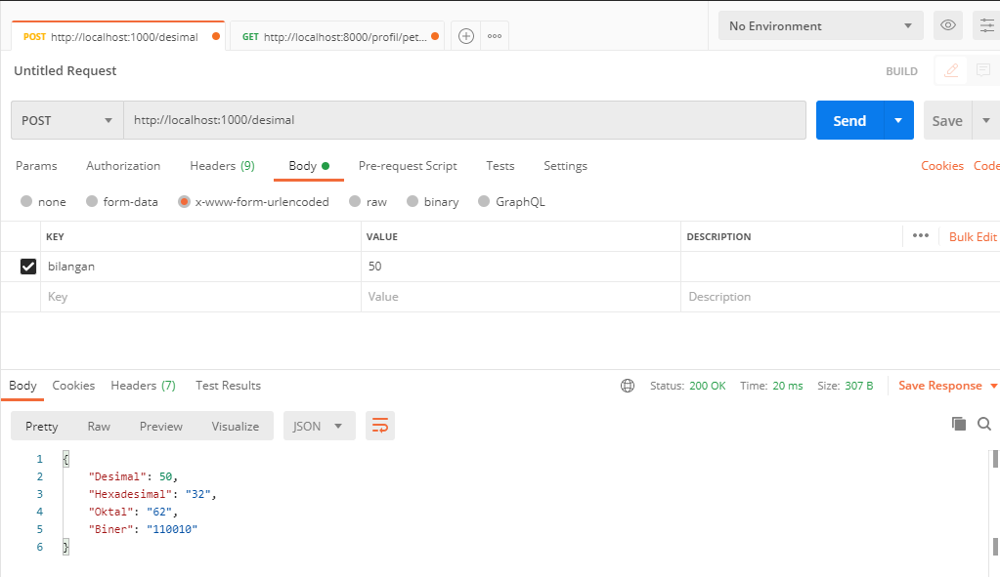 POST http://localhost:1000/desimal
GET http://localhost:8000/profil/pet...
No Environment
Untitled Request
BUILD
POST
http://localhost:1000/desimal
Send
Save
Params Authorization Headers (9) Body Pre-request Script Tests Settings
Cookies Code
none form-data x-www-form-urlencoded raw binary GraphQL
KEY VALUE DESCRIPTION
Bulk Edit
bilangan 50
Key Value Description
Body Cookies Headers (7) Test Results
Status: 200 OK Time: 20 ms Size: 307 B
Save Response
Pretty Raw Preview Visualize JSON
1 {
2 "Desimal": 50,
3 "Hexadesimal": "32",
4 "Oktal": "62",
5 "Biner": "110010"
6 }